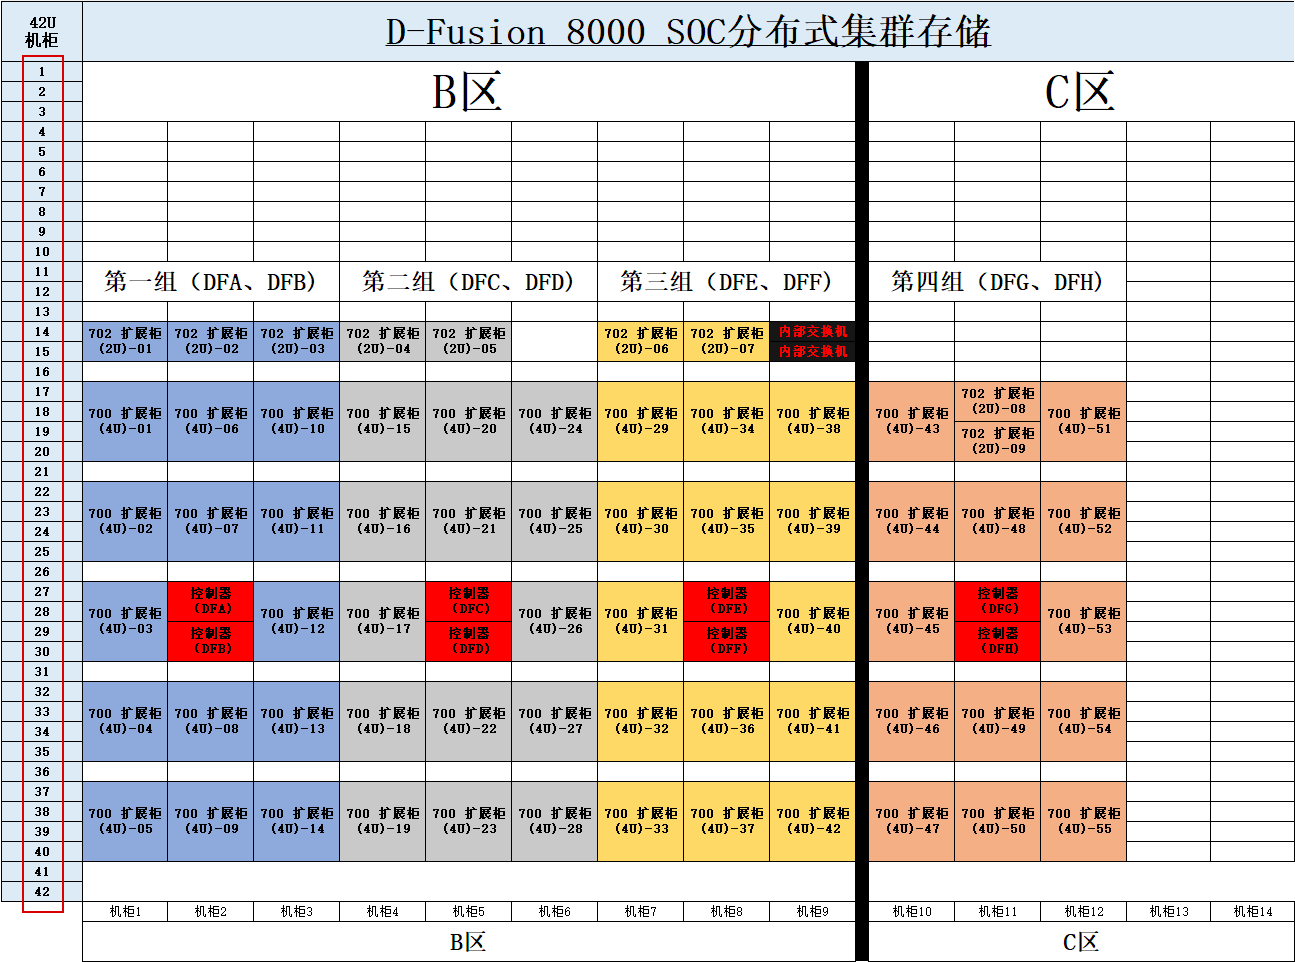 42U
机柜
D-Fusion 8000 SOC分布式集群存储
B区
C区
1
2
3
4
5
6
7
8
9
10
11
第一组（DFA、DFB）
第二组（DFC、DFD）
第三组（DFE、DFF）
第四组（DFG、DFH）
12
13
14
15
702 扩展柜
(2U)-01
702 扩展柜
(2U)-02
702 扩展柜
(2U)-03
702 扩展柜
(2U)-04
702 扩展柜
(2U)-05
702 扩展柜
(2U)-06
702 扩展柜
(2U)-07
内部交换机
内部交换机
16
17
18
19
20
700 扩展柜
(4U)-01
700 扩展柜
(4U)-06
700 扩展柜
(4U)-10
700 扩展柜
(4U)-15
700 扩展柜
(4U)-20
700 扩展柜
(4U)-24
700 扩展柜
(4U)-29
700 扩展柜
(4U)-34
700 扩展柜
(4U)-38
700 扩展柜
(4U)-43
702 扩展柜
(2U)-08
702 扩展柜
(2U)-09
700 扩展柜
(4U)-51
21
22
23
24
25
700 扩展柜
(4U)-02
700 扩展柜
(4U)-07
700 扩展柜
(4U)-11
700 扩展柜
(4U)-16
700 扩展柜
(4U)-21
700 扩展柜
(4U)-25
700 扩展柜
(4U)-30
700 扩展柜
(4U)-35
700 扩展柜
(4U)-39
700 扩展柜
(4U)-44
700 扩展柜
(4U)-48
700 扩展柜
(4U)-52
26
27
28
29
30
700 扩展柜
(4U)-03
控制器
（DFA）
控制器
（DFB）
700 扩展柜
(4U)-12
700 扩展柜
(4U)-17
控制器
（DFC）
控制器
（DFD）
700 扩展柜
(4U)-26
700 扩展柜
(4U)-31
控制器
（DFE）
控制器
（DFF）
700 扩展柜
(4U)-40
700 扩展柜
(4U)-45
控制器
（DFG）
控制器
（DFH）
700 扩展柜
(4U)-53
31
32
33
34
35
700 扩展柜
(4U)-04
700 扩展柜
(4U)-08
700 扩展柜
(4U)-13
700 扩展柜
(4U)-18
700 扩展柜
(4U)-22
700 扩展柜
(4U)-27
700 扩展柜
(4U)-32
700 扩展柜
(4U)-36
700 扩展柜
(4U)-41
700 扩展柜
(4U)-46
700 扩展柜
(4U)-49
700 扩展柜
(4U)-54
36
37
38
39
40
700 扩展柜
(4U)-05
700 扩展柜
(4U)-09
700 扩展柜
(4U)-14
700 扩展柜
(4U)-19
700 扩展柜
(4U)-23
700 扩展柜
(4U)-28
700 扩展柜
(4U)-33
700 扩展柜
(4U)-37
700 扩展柜
(4U)-42
700 扩展柜
(4U)-47
700 扩展柜
(4U)-50
700 扩展柜
(4U)-55
41
42
机柜1
机柜2
机柜3
机柜4
机柜5
机柜6
机柜7
机柜8
机柜9
机柜10
机柜11
机柜12
机柜13
机柜14
B区
C区